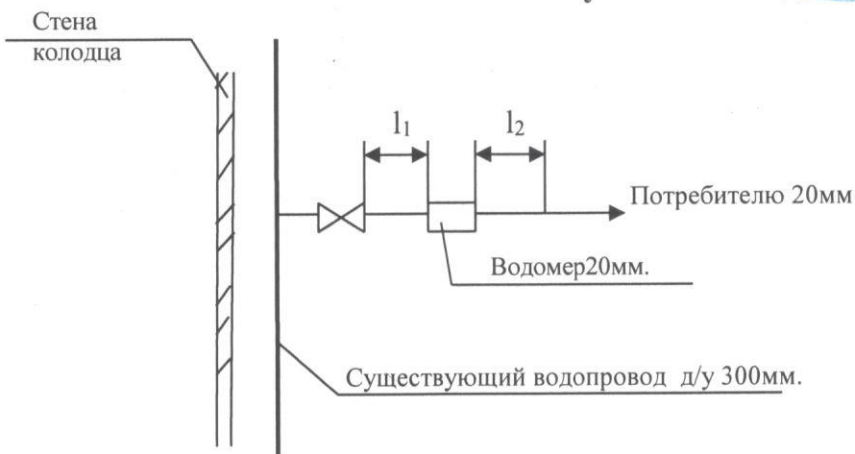 Стена
колодца
l₁
l₂
Потребителю 20мм
Водомер20мм.
Существующий водопровод д/у 300мм.